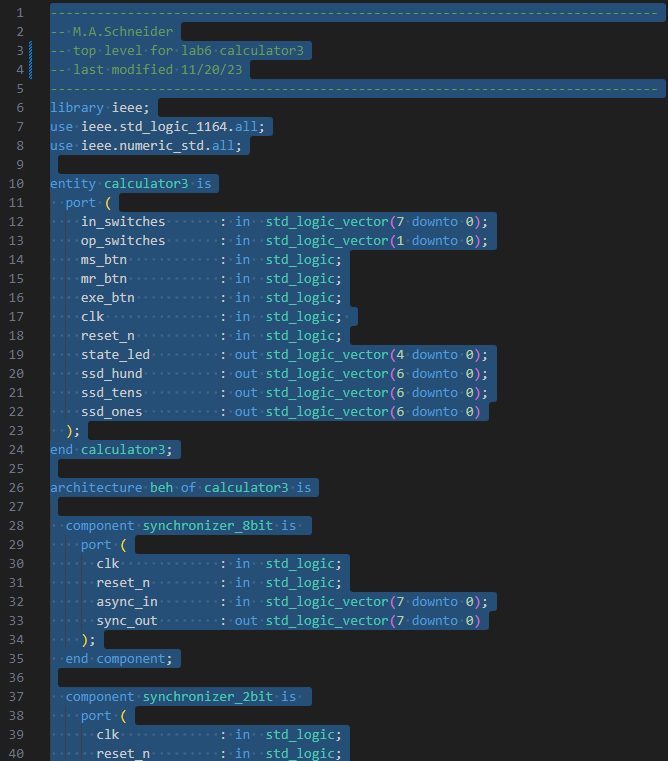 1 --------------------------------------------------------------------------------
2 -- M.A.Schneider
3 -- top level for lab6 calculator3
4 -- last modified 11/20/23
5 --------------------------------------------------------------------------------
6 library ieee;
7 use ieee.std_logic_1164.all;
8 use ieee.numeric_std.all;
9
10 entity calculator3 is
11   port (
12     in_switches       : in  std_logic_vector(7 downto 0);
13     op_switches       : in  std_logic_vector(1 downto 0);
14     ms_btn            : in  std_logic;
15     mr_btn            : in  std_logic;
16     exe_btn           : in  std_logic;
17     clk               : in  std_logic;
18     reset_n           : in  std_logic;
19     state_led         : out std_logic_vector(4 downto 0);
20     ssd_hund          : out std_logic_vector(6 downto 0);
21     ssd_tens          : out std_logic_vector(6 downto 0);
22     ssd_ones          : out std_logic_vector(6 downto 0)
23   );
24 end calculator3;
25
26 architecture beh of calculator3 is
27
28   component synchronizer_8bit is
29     port (
30       clk             : in  std_logic;
31       reset_n         : in  std_logic;
32       async_in        : in  std_logic_vector(7 downto 0);
33       sync_out        : out std_logic_vector(7 downto 0)
34     );
35   end component;
36
37   component synchronizer_2bit is
38     port (
39       clk             : in  std_logic;
40       reset_n         : in  std_logic;